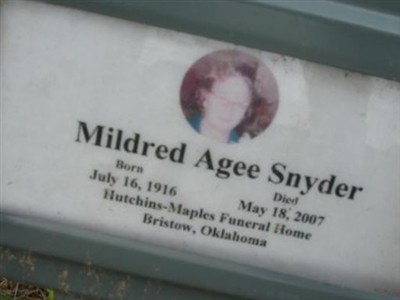 Mildred Agee Snyder
Born Died
July 16, 1916 May 18, 2007
Hutchins-Maples Funeral Home
Bristow, Oklahoma